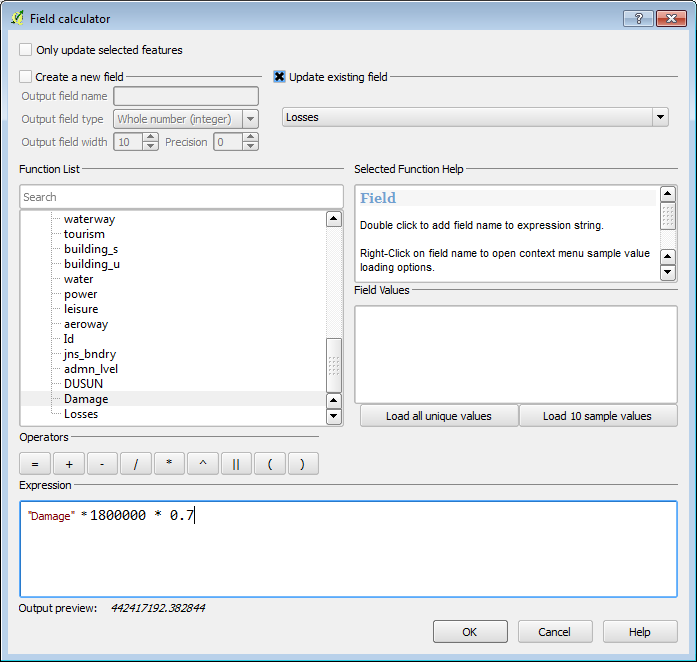 Field calculator
Only update selected features
Create a new field
Update existing field
Output field name
Output field type Whole number (integer)
Output field width 10 Precision 0
Losses
Function List
Search
waterway
tourism
building_s
building_u
water
power
leisure
aeroway
Id
jns_bndry
admn_lvel
DUSUN
Damage
Losses
Selected Function Help
Field
Double click to add field name to expression string.
Right-Click on field name to open context menu sample value
loading options.
Field Values
Load all unique values Load 10 sample values
Operators
= + - / * ^ || ( )
Expression
"Damage" *1800000 * 0.7
Output preview: 442417192.382844
OK Cancel Help